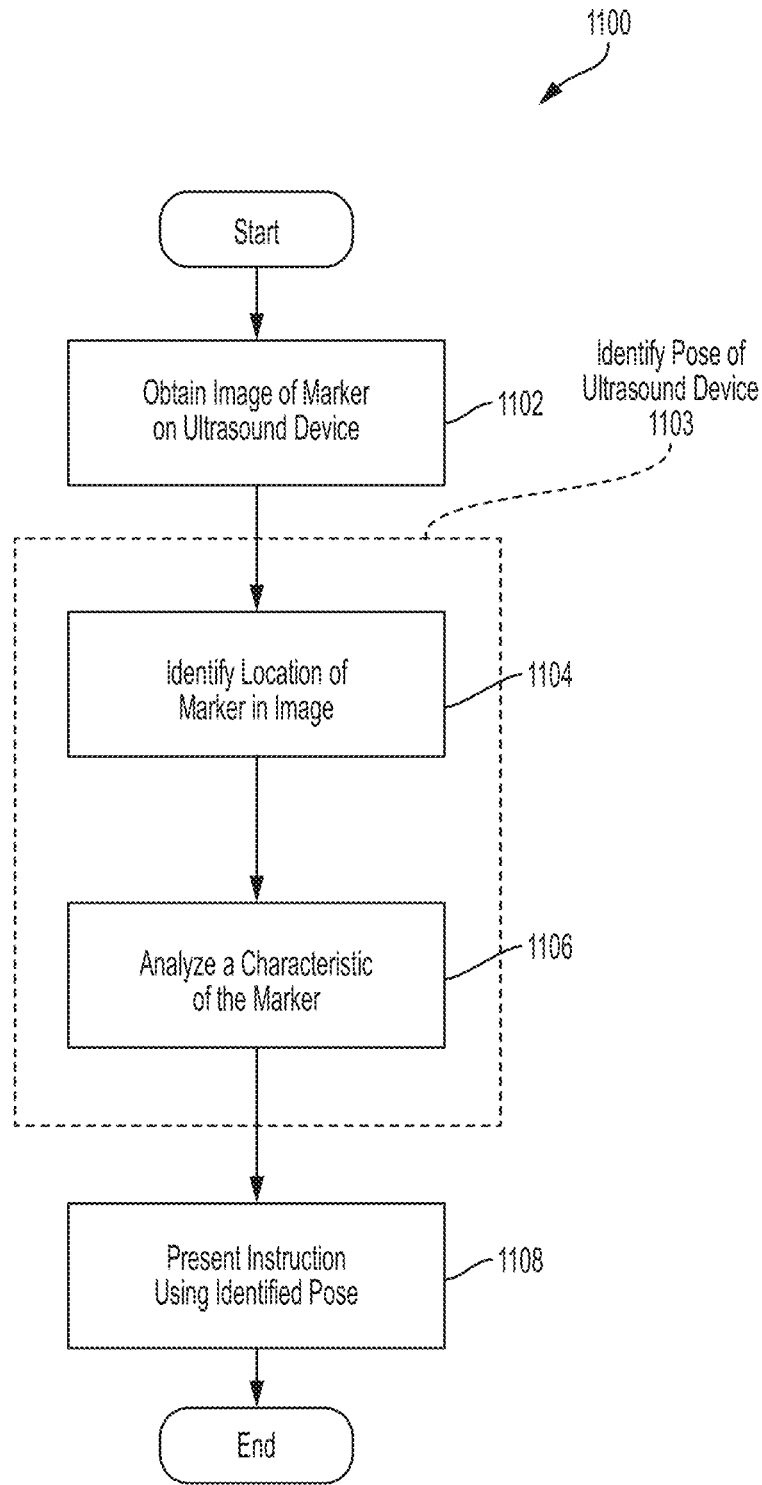 1100
Start
Obtain Image of Marker
on Ultrasound Device
1102
Identify Pose of
Ultrasound Device
1103
Identify Location of
Marker in Image
1104
Analyze a Characteristic
of the Marker
1106
Present Instruction
Using Identified Pose
1108
End